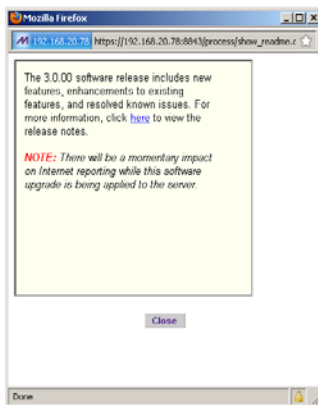 Mozilla Firefox
192.168.20.78 https://192.168.20.78:8843/process/show_readme.c
The 3.0.00 software release includes new
features, enhancements to existing
features, and resolved known issues. For
more information, click here to view the
release notes.
NOTE: There will be a momentary impact
on Internet reporting while this software
upgrade is being applied to the server.
Close
Done